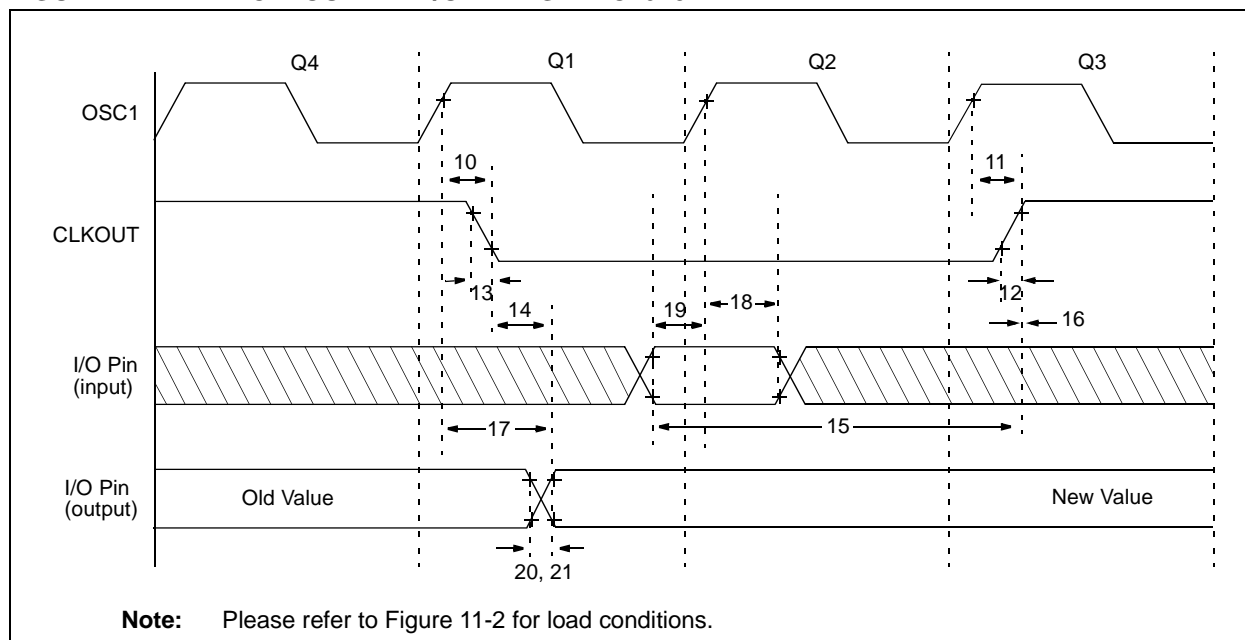 Q4 Q1 Q2 Q3
OSC1
10 11
CLKOUT
13 12
14 19 18 16
I/O Pin
(input)
17 15
I/O Pin
(output)
Old Value New Value
20, 21
Note: Please refer to Figure 11-2 for load conditions.